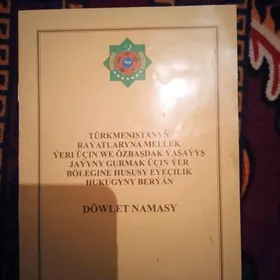 TÜRKMENISTANYŇ
RAÝATLARYNA MELLEK
ÝERI ÜÇIN WE ÖZBAŞDAK ÝAŞAÝYŞ
JAÝYNY GURMAK ÜÇIN ÝER
BÖLEGINE HUSUSY EÝEÇILIK
HUKUGYNY BERÝÄN
DÖWLET NAMASY